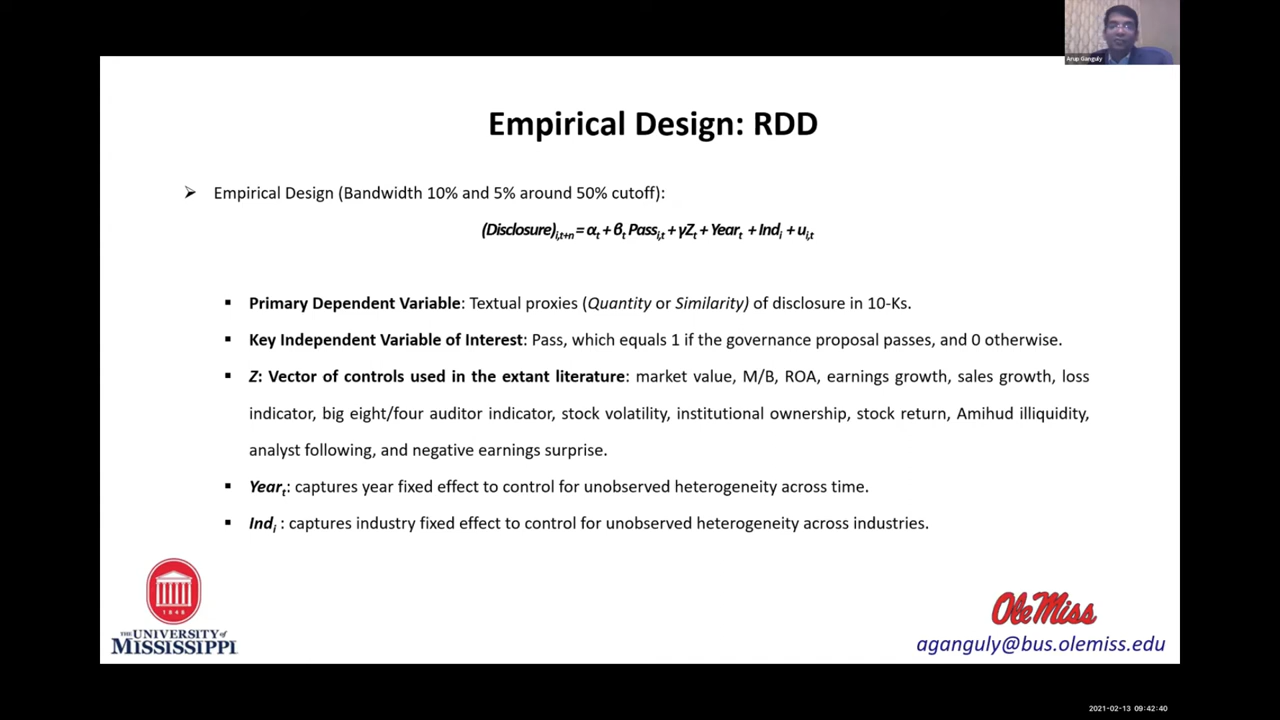 Arup Ganguly
Empirical Design: RDD
➢ Empirical Design (Bandwidth 10% and 5% around 50% cutoff):
(Disclosure)i,t+n = αt + βt Passi,t + γZt + Yeart + Indi + ui,t
▪ Primary Dependent Variable: Textual proxies (Quantity or Similarity) of disclosure in 10-Ks.
▪ Key Independent Variable of Interest: Pass, which equals 1 if the governance proposal passes, and 0 otherwise.
▪ Z: Vector of controls used in the extant literature: market value, M/B, ROA, earnings growth, sales growth, loss
indicator, big eight/four auditor indicator, stock volatility, institutional ownership, stock return, Amihud illiquidity,
analyst following, and negative earnings surprise.
▪ Yeart: captures year fixed effect to control for unobserved heterogeneity across time.
▪ Indi : captures industry fixed effect to control for unobserved heterogeneity across industries.
1848
THE UNIVERSITY of
MISSISSIPPI
Ole Miss
aganguly@bus.olemiss.edu
2021-02-13 09:42:40